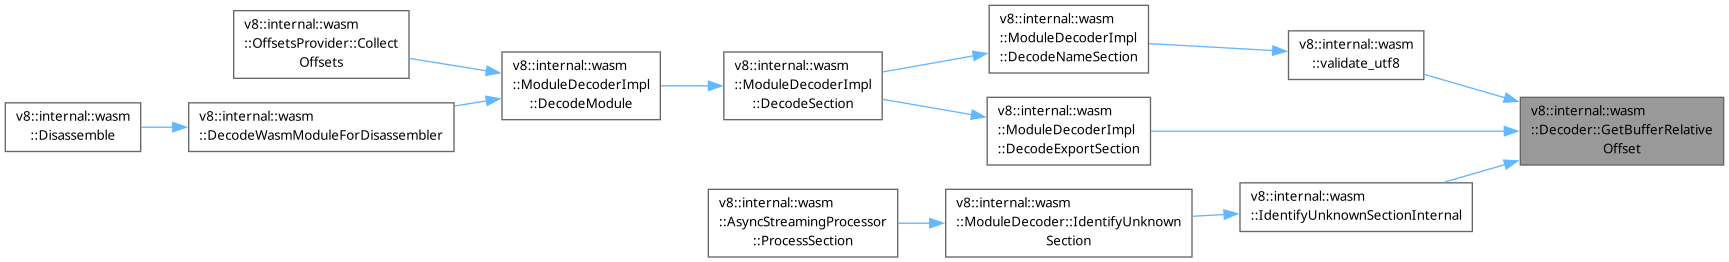 v8::internal::wasm
::OffsetsProvider::Collect
Offsets
v8::internal::wasm
::Disassemble
v8::internal::wasm
::DecodeWasmModuleForDisassembler
v8::internal::wasm
::ModuleDecoderImpl
::DecodeModule
v8::internal::wasm
::ModuleDecoderImpl
::DecodeSection
v8::internal::wasm
::ModuleDecoderImpl
::DecodeNameSection
v8::internal::wasm
::ModuleDecoderImpl
::DecodeExportSection
v8::internal::wasm
::validate_utf8
v8::internal::wasm
::Decoder::GetBufferRelative
Offset
v8::internal::wasm
::AsyncStreamingProcessor
::ProcessSection
v8::internal::wasm
::ModuleDecoder::IdentifyUnknown
Section
v8::internal::wasm
::IdentifyUnknownSectionInternal